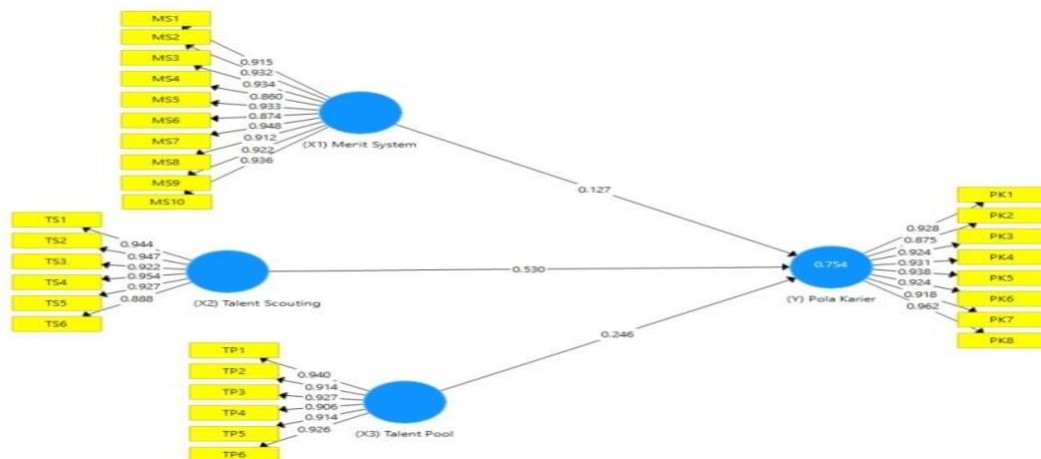 MS1
MS2
MS3
MS4
MS5
MS6
MS7
MS8
MS9
MS10
0.915
0.932
0.934
0.860
0.933
0.874
0.948
0.912
0.922
0.936
(X1) Merit System
0.127
TS1
TS2
TS3
TS4
TS5
TS6
0.944
0.947
0.922
0.954
0.927
0.888
(X2) Talent Scouting
0.530
TP1
TP2
TP3
TP4
TP5
TP6
0.940
0.914
0.927
0.906
0.914
0.926
(X3) Talent Pool
0.246
0.754
(Y) Pola Karier
0.928
0.875
0.924
0.931
0.938
0.924
0.918
0.962
PK1
PK2
PK3
PK4
PK5
PK6
PK7
PK8